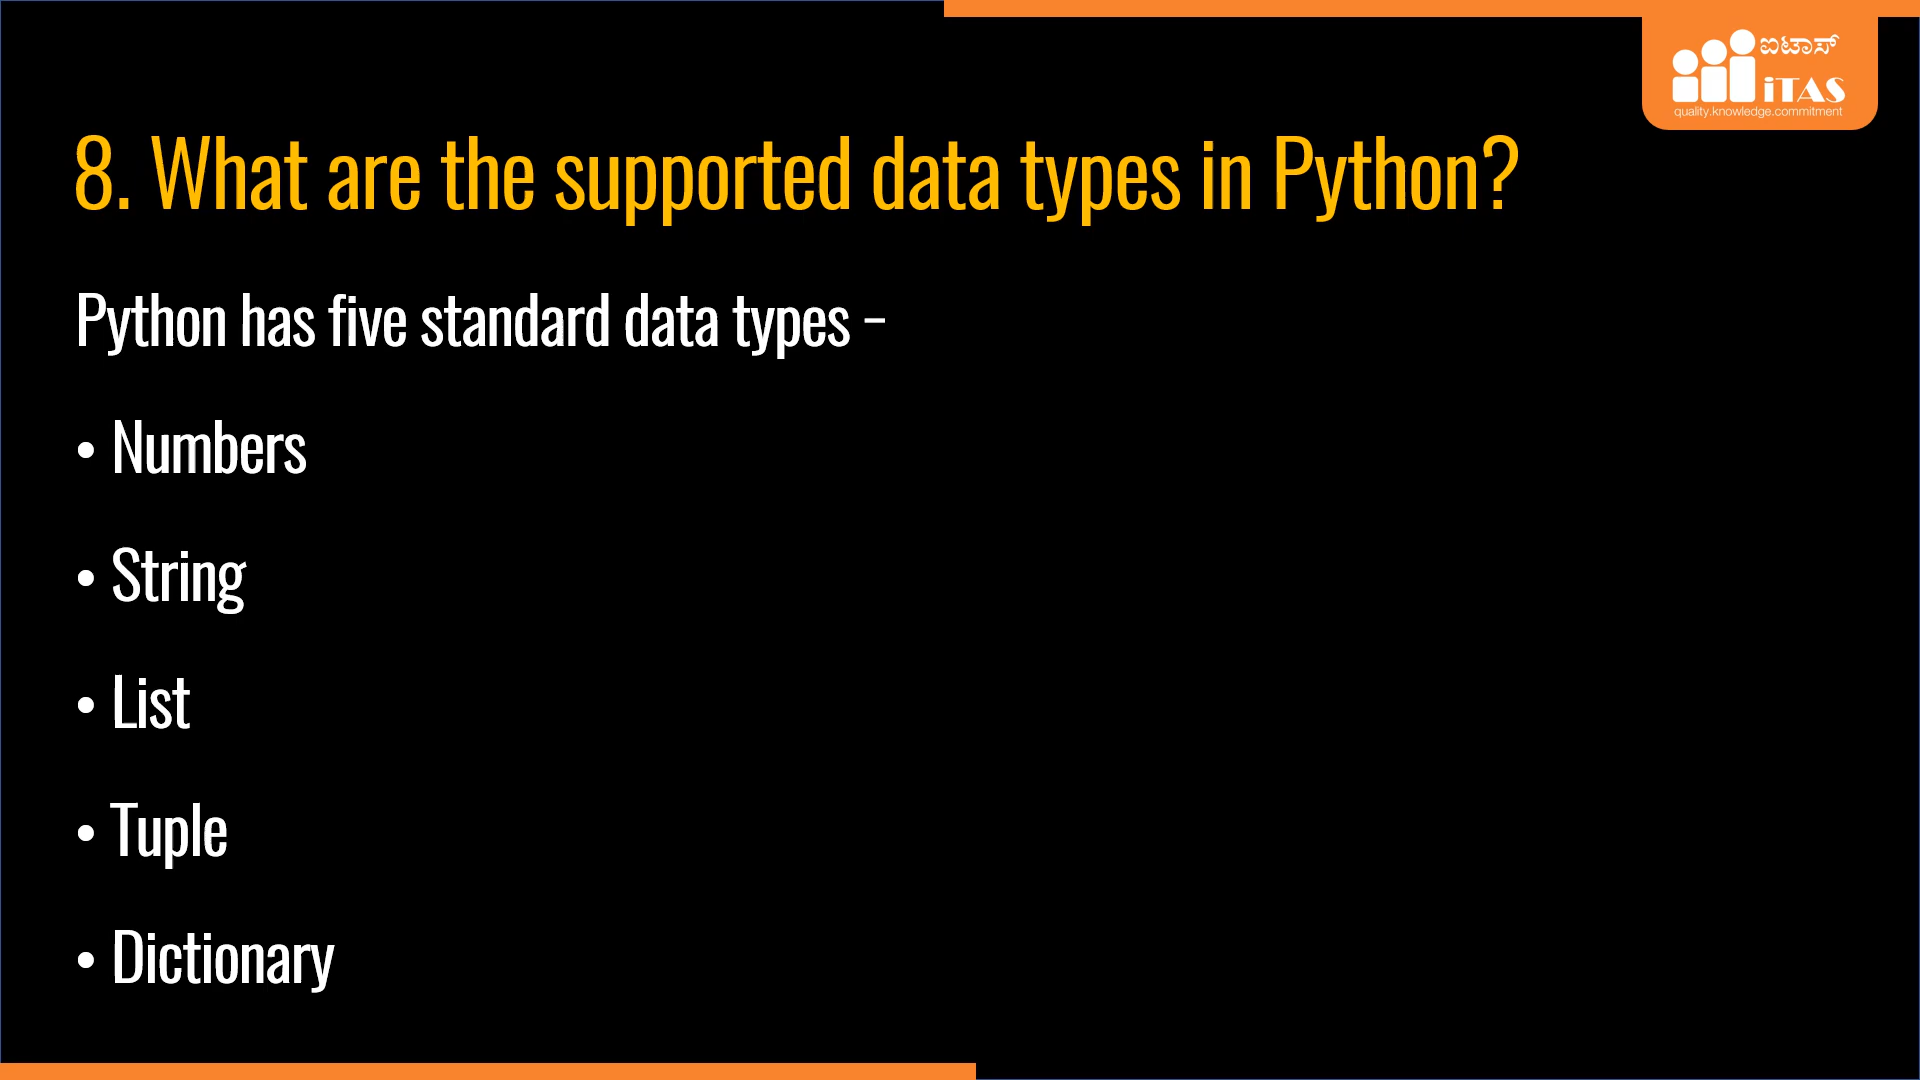 ಐಟಾಸ್
iTAS
quality.knowledge.commitment
8. What are the supported data types in Python?
Python has five standard data types −
• Numbers
• String
• List
• Tuple
• Dictionary